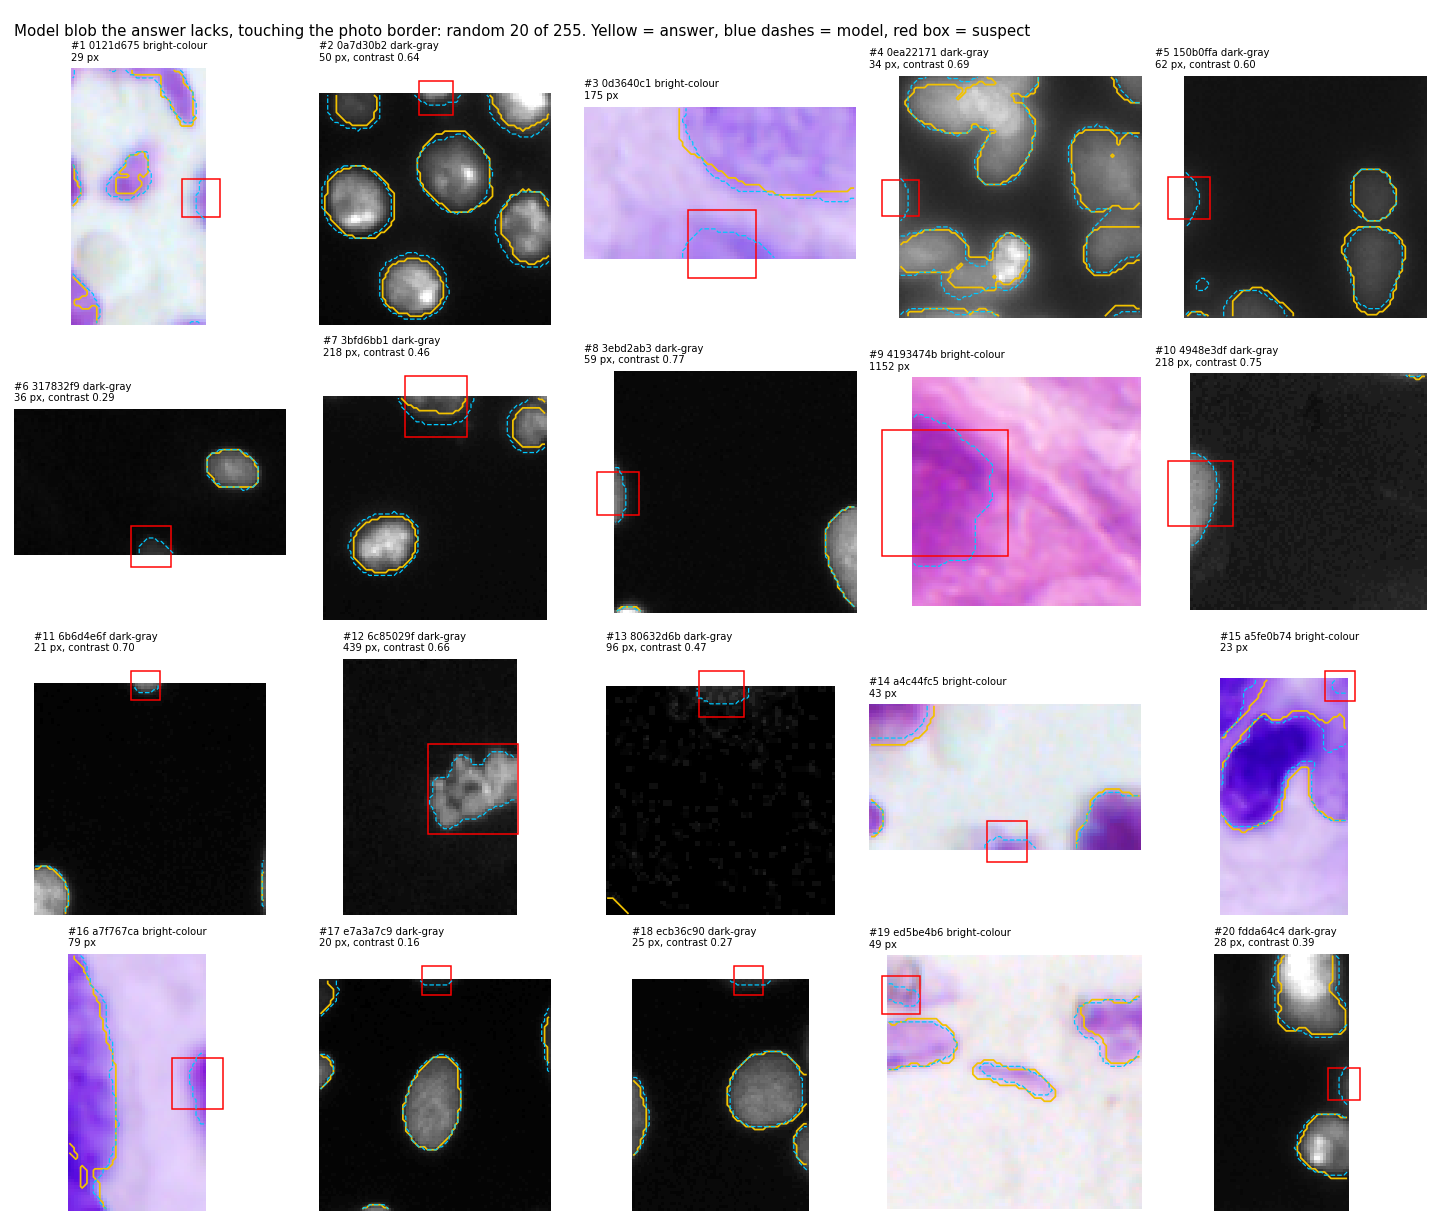 Model blob the answer lacks, touching the photo border: random 20 of 255. Yellow = answer, blue dashes = model, red box = suspect
#1 0121d675 bright-colour
29 px
#2 0a7d30b2 dark-gray
50 px, contrast 0.64
#3 0d3640c1 bright-colour
175 px
#4 0ea22171 dark-gray
34 px, contrast 0.69
#5 150b0ffa dark-gray
62 px, contrast 0.60
#6 317832f9 dark-gray
36 px, contrast 0.29
#7 3bfd6bb1 dark-gray
218 px, contrast 0.46
#8 3ebd2ab3 dark-gray
59 px, contrast 0.77
#9 4193474b bright-colour
1152 px
#10 4948e3df dark-gray
218 px, contrast 0.75
#11 6b6d4e6f dark-gray
21 px, contrast 0.70
#12 6c85029f dark-gray
439 px, contrast 0.66
#13 80632d6b dark-gray
96 px, contrast 0.47
#14 a4c44fc5 bright-colour
43 px
#15 a5fe0b74 bright-colour
23 px
#16 a7f767ca bright-colour
79 px
#17 e7a3a7c9 dark-gray
20 px, contrast 0.16
#18 ecb36c90 dark-gray
25 px, contrast 0.27
#19 ed5be4b6 bright-colour
49 px
#20 fdda64c4 dark-gray
28 px, contrast 0.39